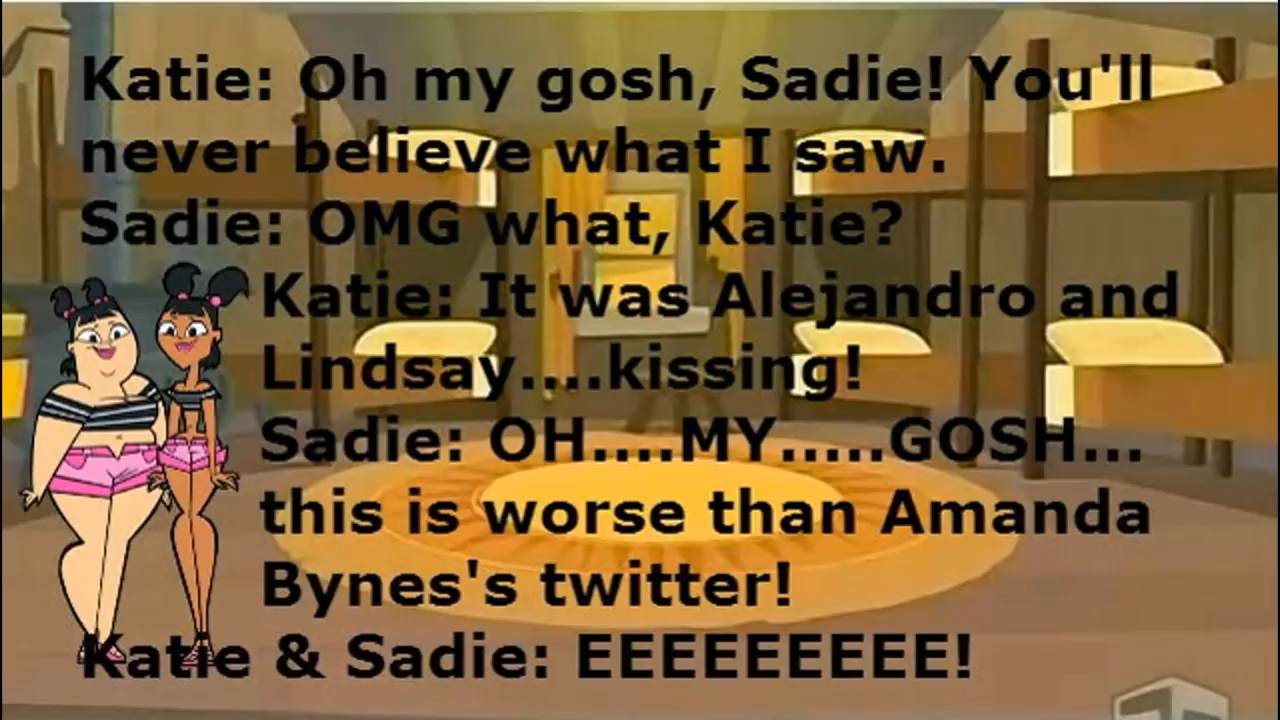 Katie: Oh my gosh, Sadie! You'll
never believe what I saw.
Sadie: OMG what, Katie?
Katie: It was Alejandro and
Lindsay....kissing!
Sadie: OH....MY.....GOSH...
this is worse than Amanda
Bynes's twitter!
Katie & Sadie: EEEEEEEEE!